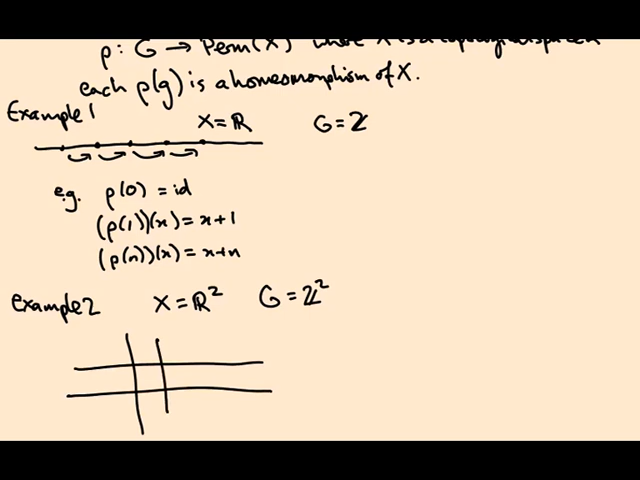 ρ: G → Perm(X) where X is a topological space &
each ρ(g) is a homeomorphism of X.
Example 1 X = ℝ G = ℤ
e.g. ρ(0) = id
(ρ(1))(x) = x+1
(ρ(n))(x) = x+n
Example 2 X = ℝ² G = ℤ²